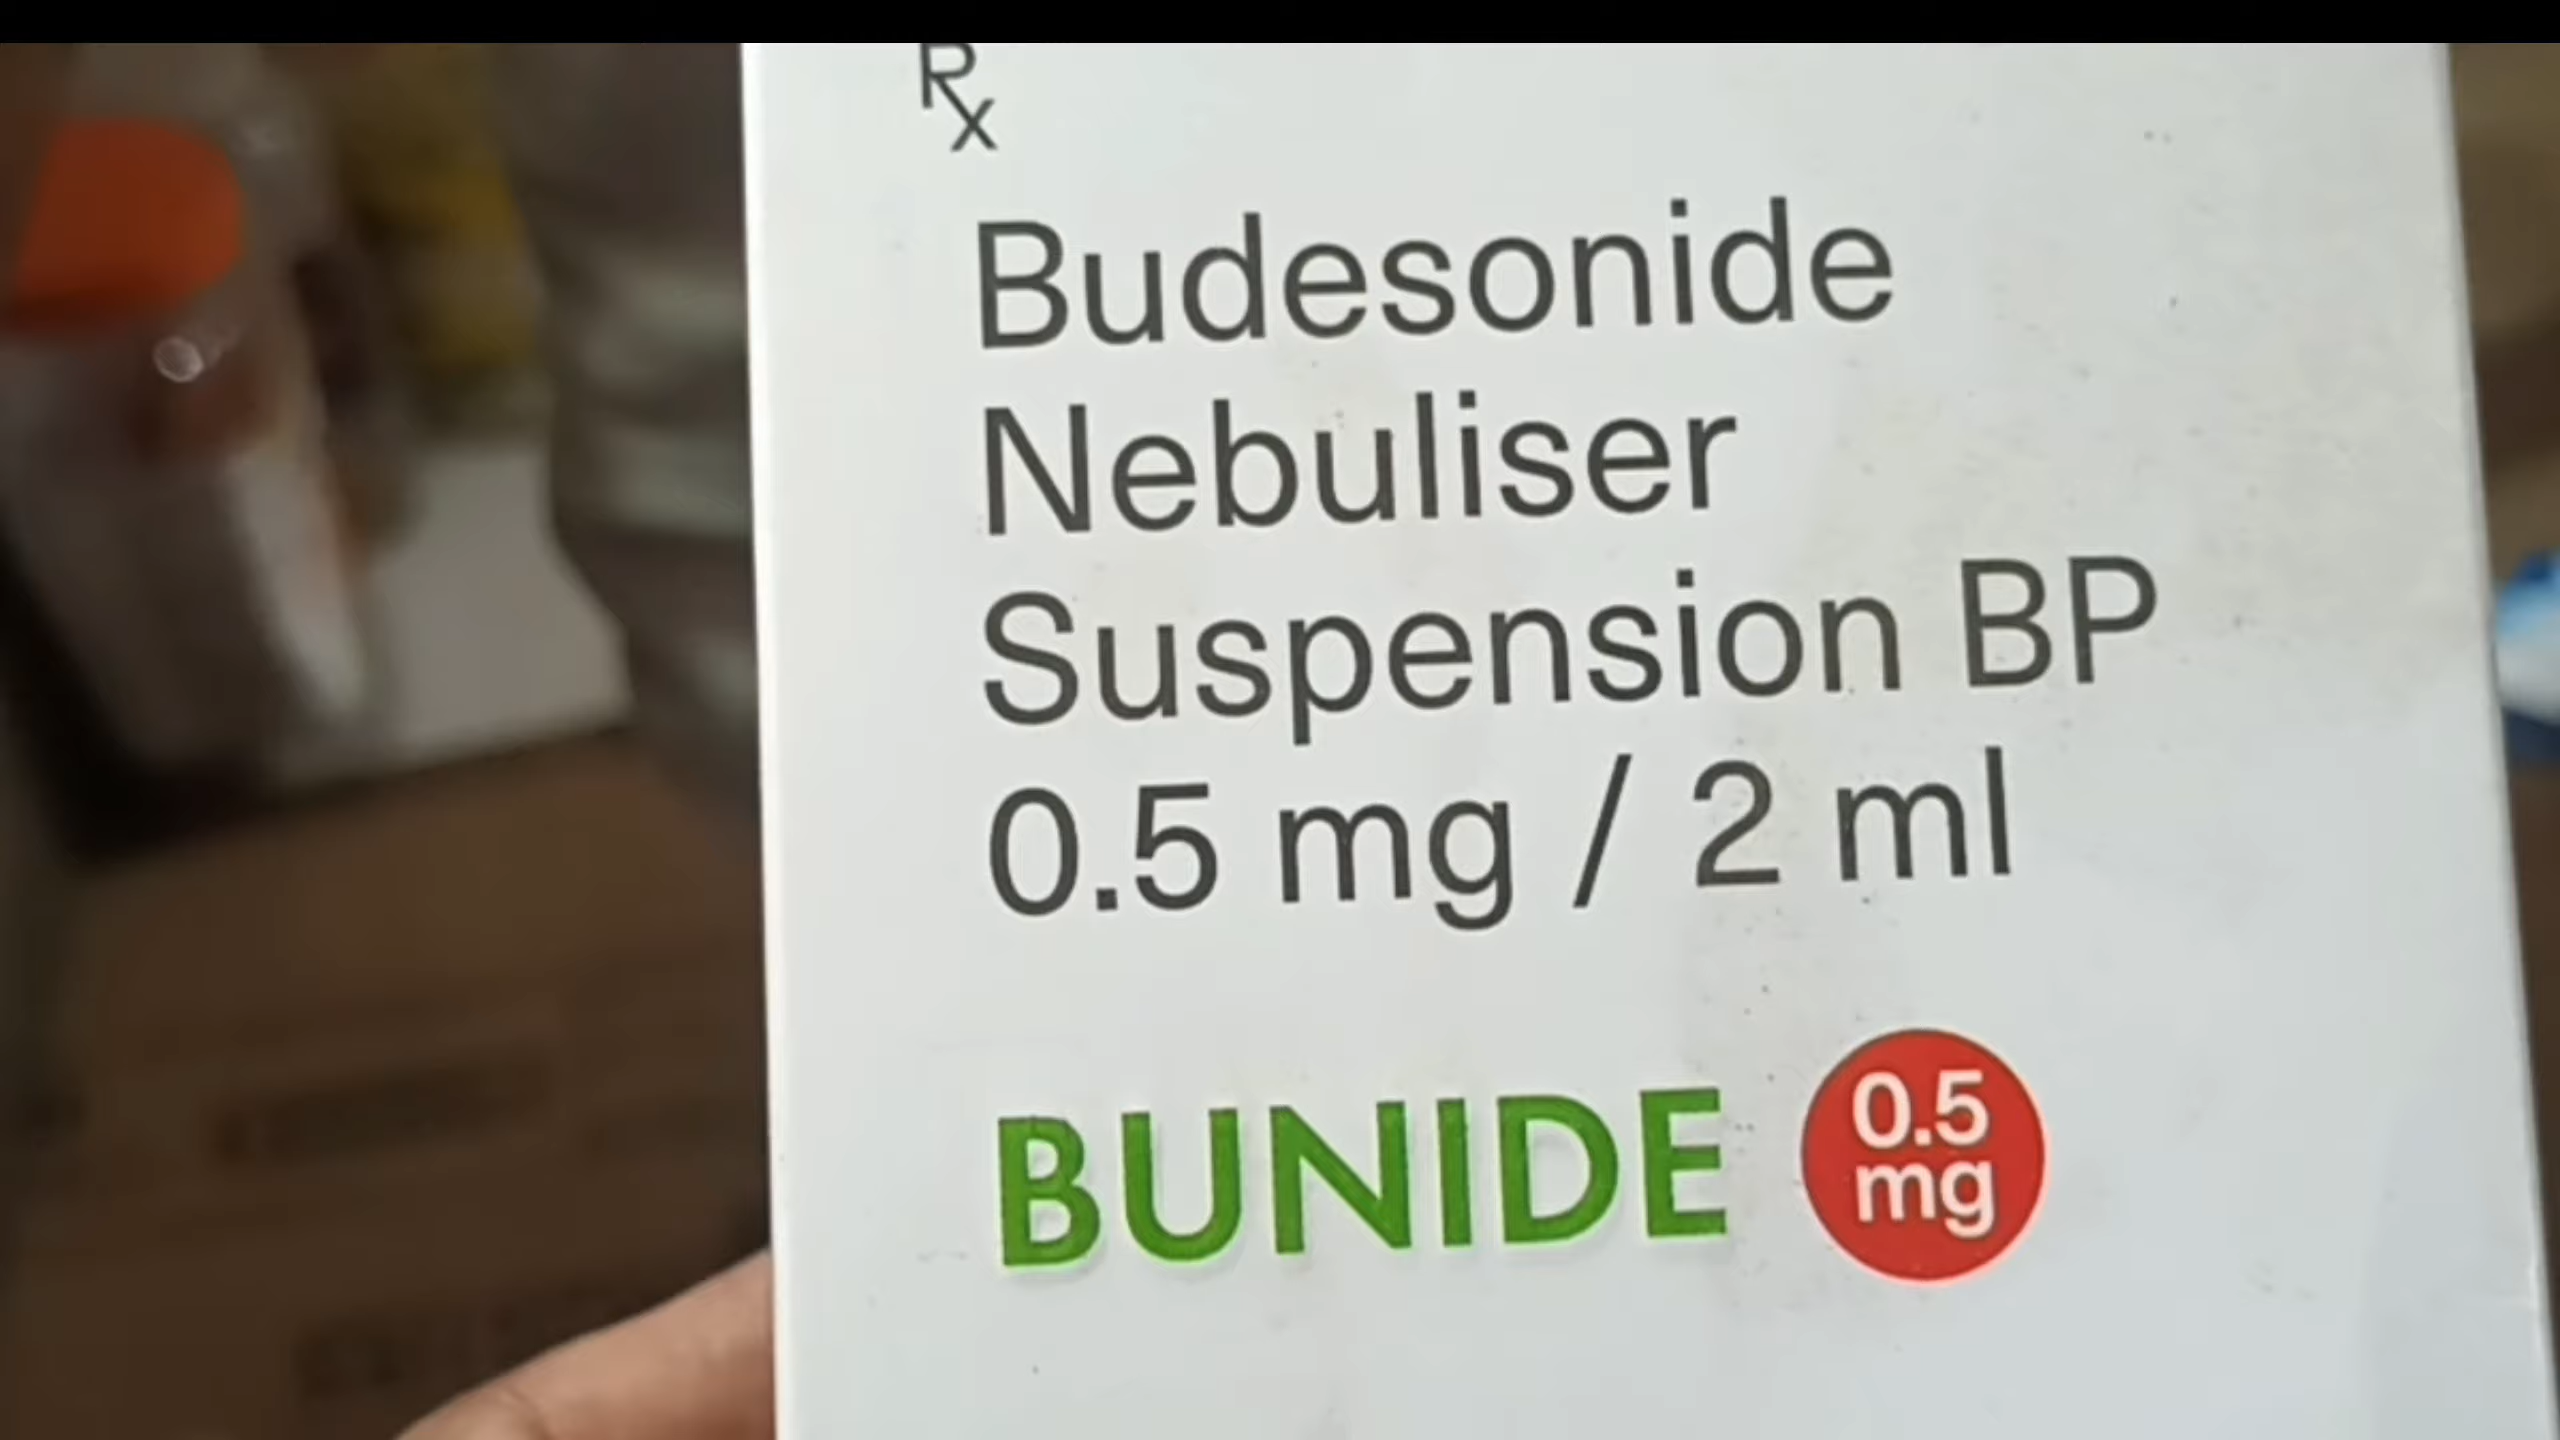 Rx
Budesonide
Nebuliser
Suspension BP
0.5 mg / 2 ml
BUNIDE 0.5 mg